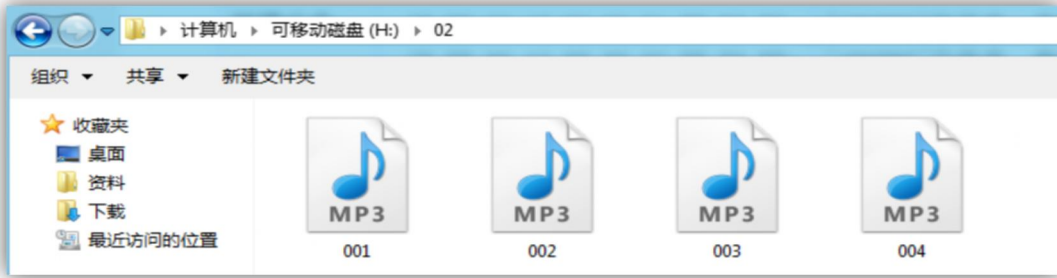 计算机 可移动磁盘 (H:) 02
组织 共享 新建文件夹
收藏夹
桌面
资料
下载
最近访问的位置
MP3 MP3 MP3 MP3
001 002 003 004